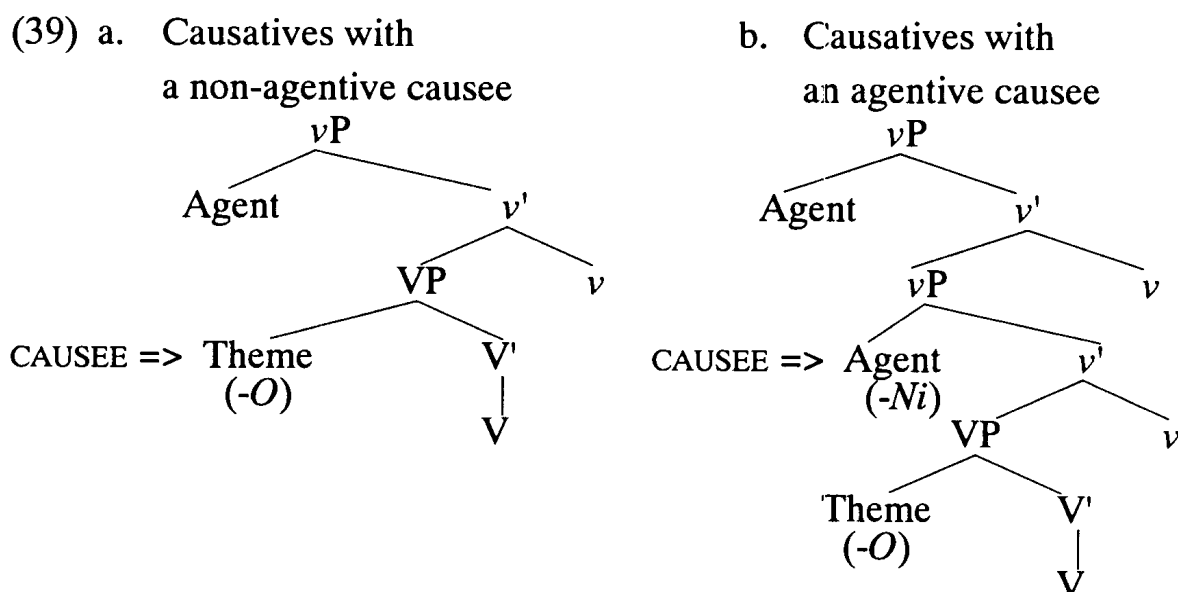 (39) a. Causatives with
a non-agentive causee
vP
Agent v'
VP v
CAUSEE => Theme V'
(-O)
V
b. Causatives with
an agentive causee
vP
Agent v'
vP v
CAUSEE => Agent v'
(-Ni)
VP v
Theme V'
(-O)
V